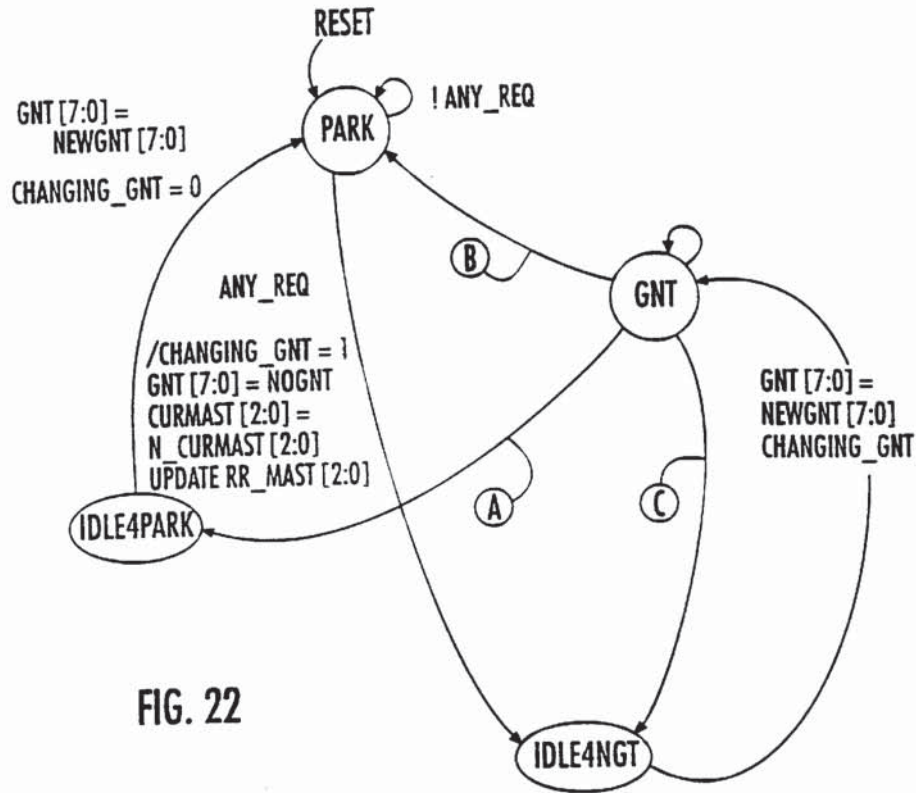 RESET
! ANY_REQ
PARK
GNT [7:0] =
NEWGNT [7:0]
CHANGING_GNT = 0
B
GNT
ANY_REQ
/CHANGING_GNT = 1
GNT [7:0] = NOGNT
CURMAST [2:0] =
N_CURMAST [2:0]
UPDATE RR_MAST [2:0]
GNT [7:0] =
NEWGNT [7:0]
CHANGING_GNT
A
C
IDLE4PARK
FIG. 22
IDLE4NGT